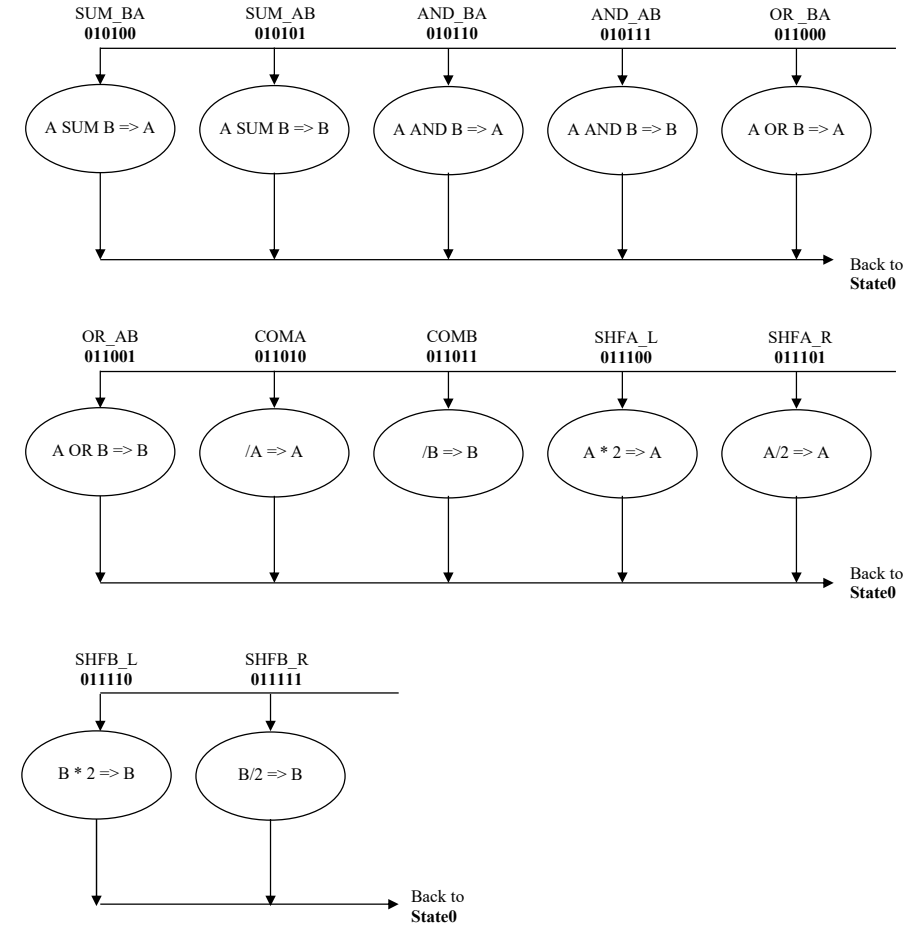 SUM_BA SUM_AB AND_BA AND_AB OR _BA
010100 010101 010110 010111 011000
A SUM B => A A SUM B => B A AND B => A A AND B => B A OR B => A
Back to
State0
OR_AB COMA COMB SHFA_L SHFA_R
011001 011010 011011 011100 011101
A OR B => B /A => A /B => B A * 2 => A A/2 => A
Back to
State0
SHFB_L SHFB_R
011110 011111
B * 2 => B B/2 => B
Back to
State0